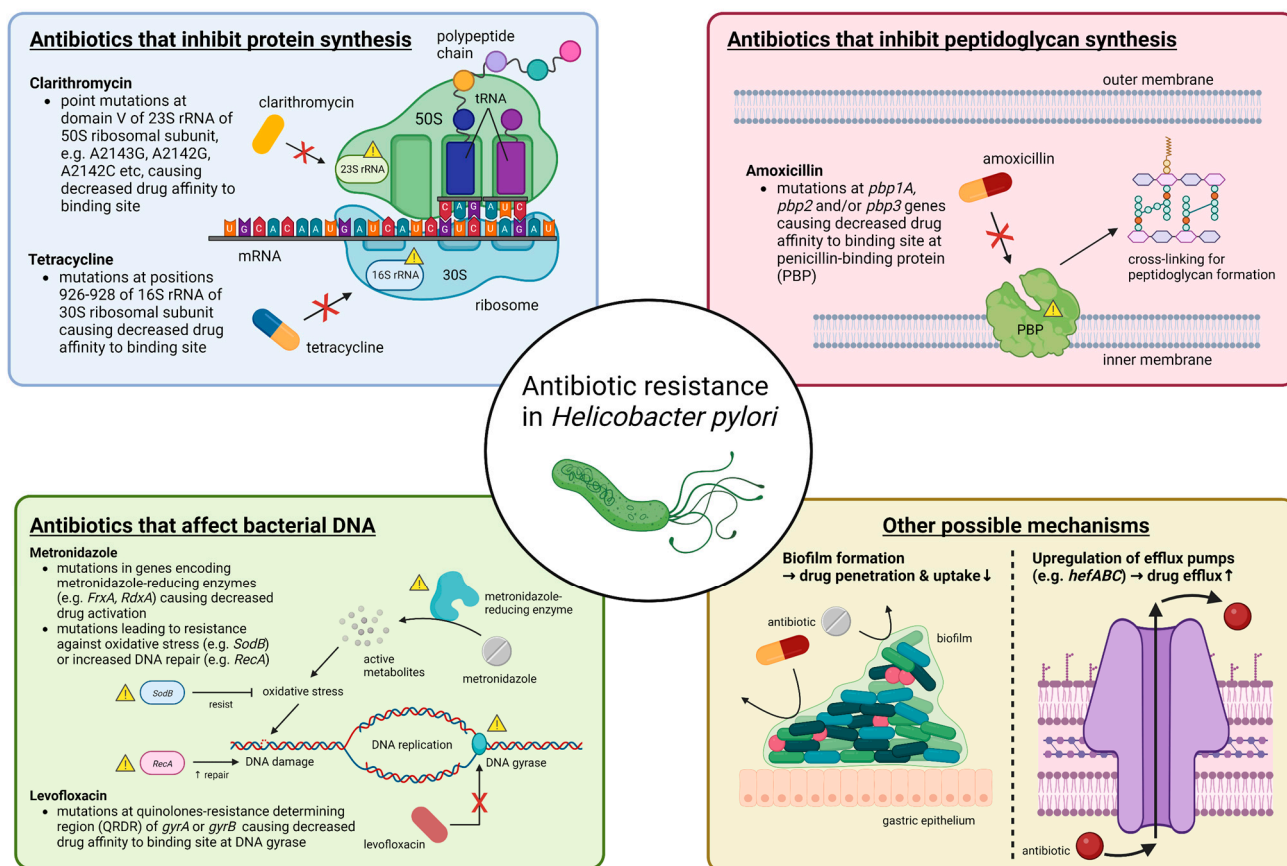 Antibiotics that inhibit protein synthesis
Clarithromycin
• point mutations at
domain V of 23S rRNA of
50S ribosomal subunit,
e.g. A2143G, A2142G,
A2142C etc, causing
decreased drug affinity to
binding site
Tetracycline
• mutations at positions
926-928 of 16S rRNA of
30S ribosomal subunit
causing decreased drug
affinity to binding site
polypeptide
chain
clarithromycin
tRNA
50S
23S rRNA
C A G A U C
U G C A C A A U G A U C A U C G U C U A G A U
mRNA
16S rRNA
30S
ribosome
tetracycline
Antibiotics that inhibit peptidoglycan synthesis
outer membrane
Amoxicillin
• mutations at pbp1A,
pbp2 and/or pbp3 genes
causing decreased drug
affinity to binding site at
penicillin-binding protein
(PBP)
amoxicillin
cross-linking for
peptidoglycan formation
PBP
inner membrane
Antibiotic resistance
in Helicobacter pylori
Antibiotics that affect bacterial DNA
Metronidazole
• mutations in genes encoding
metronidazole-reducing enzymes
(e.g. FrxA, RdxA) causing decreased
drug activation
• mutations leading to resistance
against oxidative stress (e.g. SodB)
or increased DNA repair (e.g. RecA)
metronidazole-
reducing enzyme
active
metabolites
metronidazole
SodB
resist
oxidative stress
RecA
↑ repair
DNA damage
DNA replication
DNA gyrase
Levofloxacin
• mutations at quinolones-resistance determining
region (QRDR) of gyrA or gyrB causing decreased
drug affinity to binding site at DNA gyrase
levofloxacin
Other possible mechanisms
Biofilm formation
→ drug penetration & uptake↓
antibiotic
biofilm
gastric epithelium
Upregulation of efflux pumps
(e.g. hefABC) → drug efflux↑
antibiotic